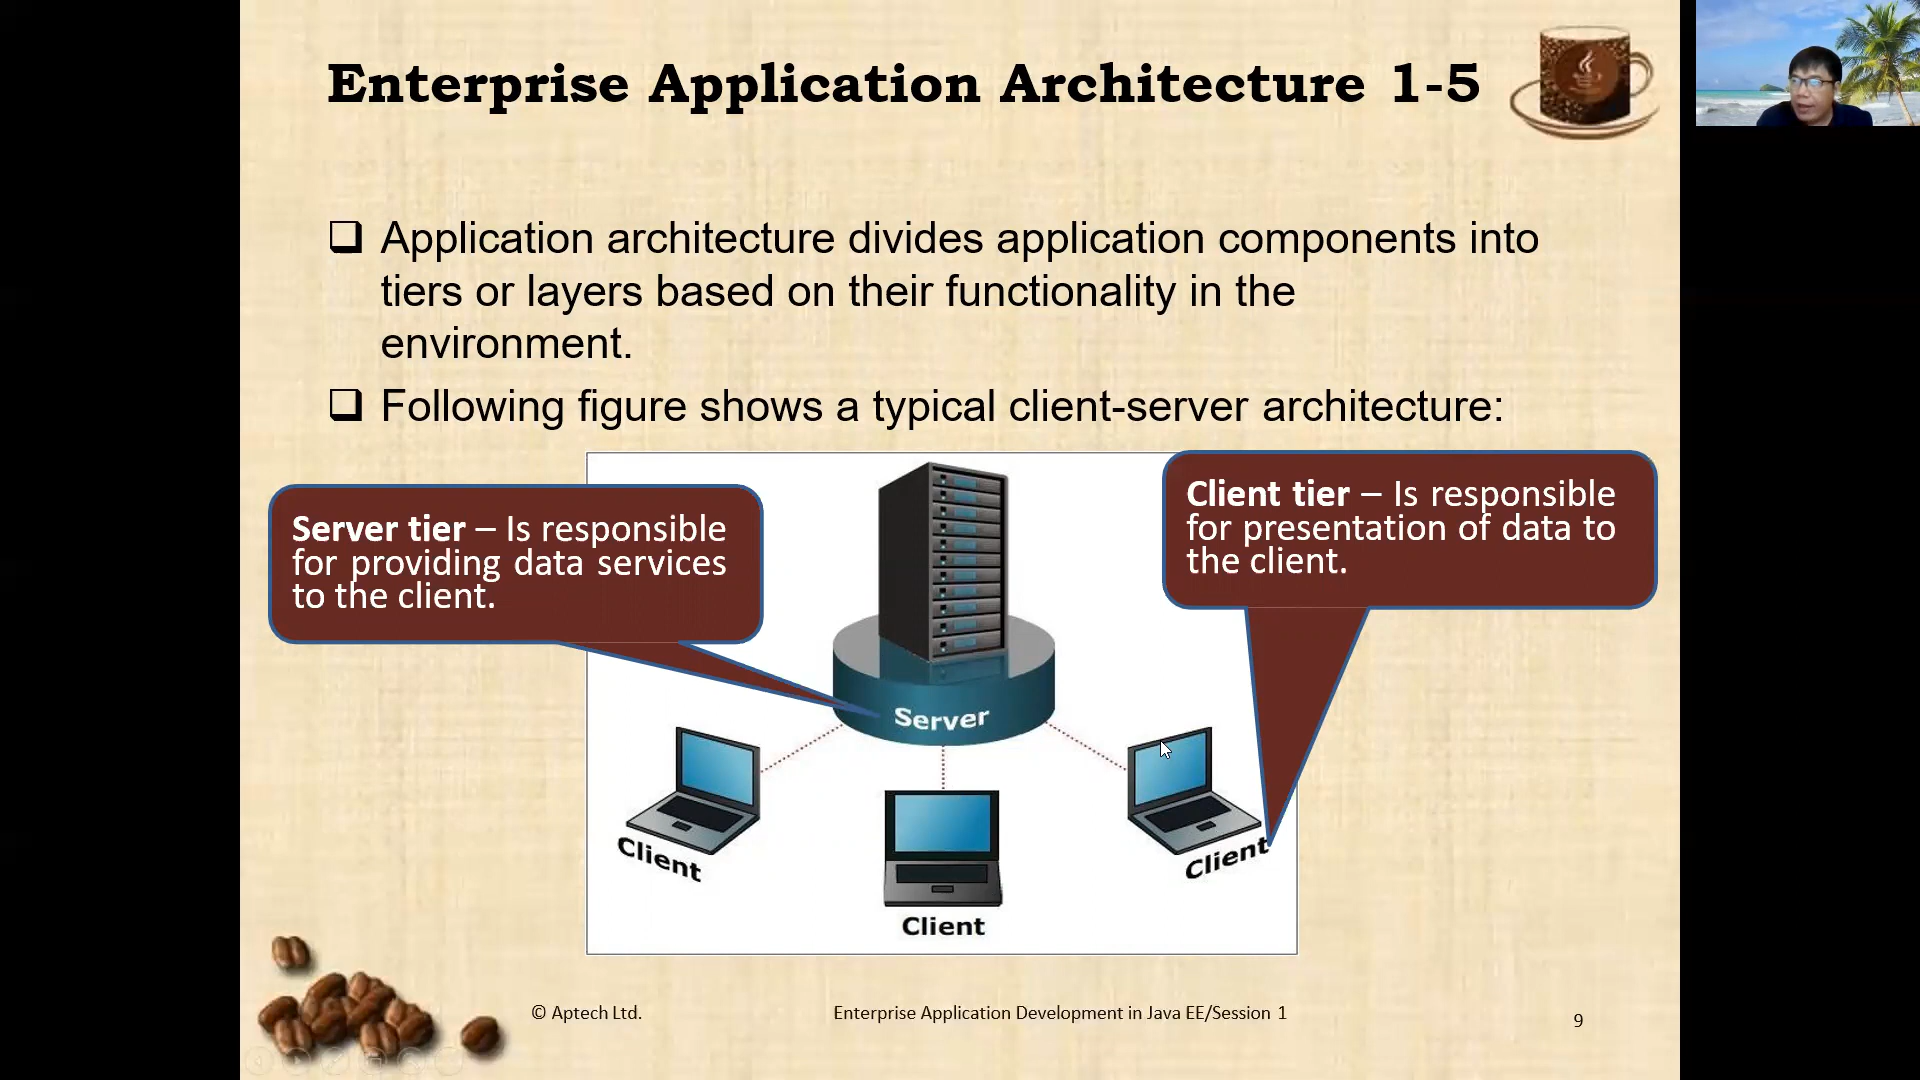 Enterprise Application Architecture 1-5
Application architecture divides application components into
tiers or layers based on their functionality in the
environment.
Following figure shows a typical client-server architecture:
Server tier – Is responsible
for providing data services
to the client.
Client tier – Is responsible
for presentation of data to
the client.
Server
Client
Client
Client
© Aptech Ltd.
Enterprise Application Development in Java EE/Session 1
9